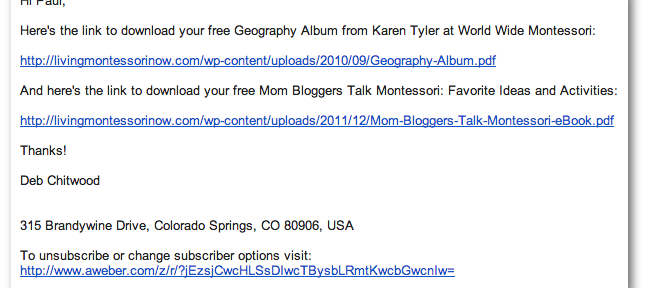 Hi Paul,
Here's the link to download your free Geography Album from Karen Tyler at World Wide Montessori:
http://livingmontessorinow.com/wp-content/uploads/2010/09/Geography-Album.pdf
And here's the link to download your free Mom Bloggers Talk Montessori: Favorite Ideas and Activities:
http://livingmontessorinow.com/wp-content/uploads/2011/12/Mom-Bloggers-Talk-Montessori-eBook.pdf
Thanks!
Deb Chitwood
315 Brandywine Drive, Colorado Springs, CO 80906, USA
To unsubscribe or change subscriber options visit:
http://www.aweber.com/z/r/?jEzsjCwcHLSsDIwcTBysbLRmtKwcbGwcnIw=